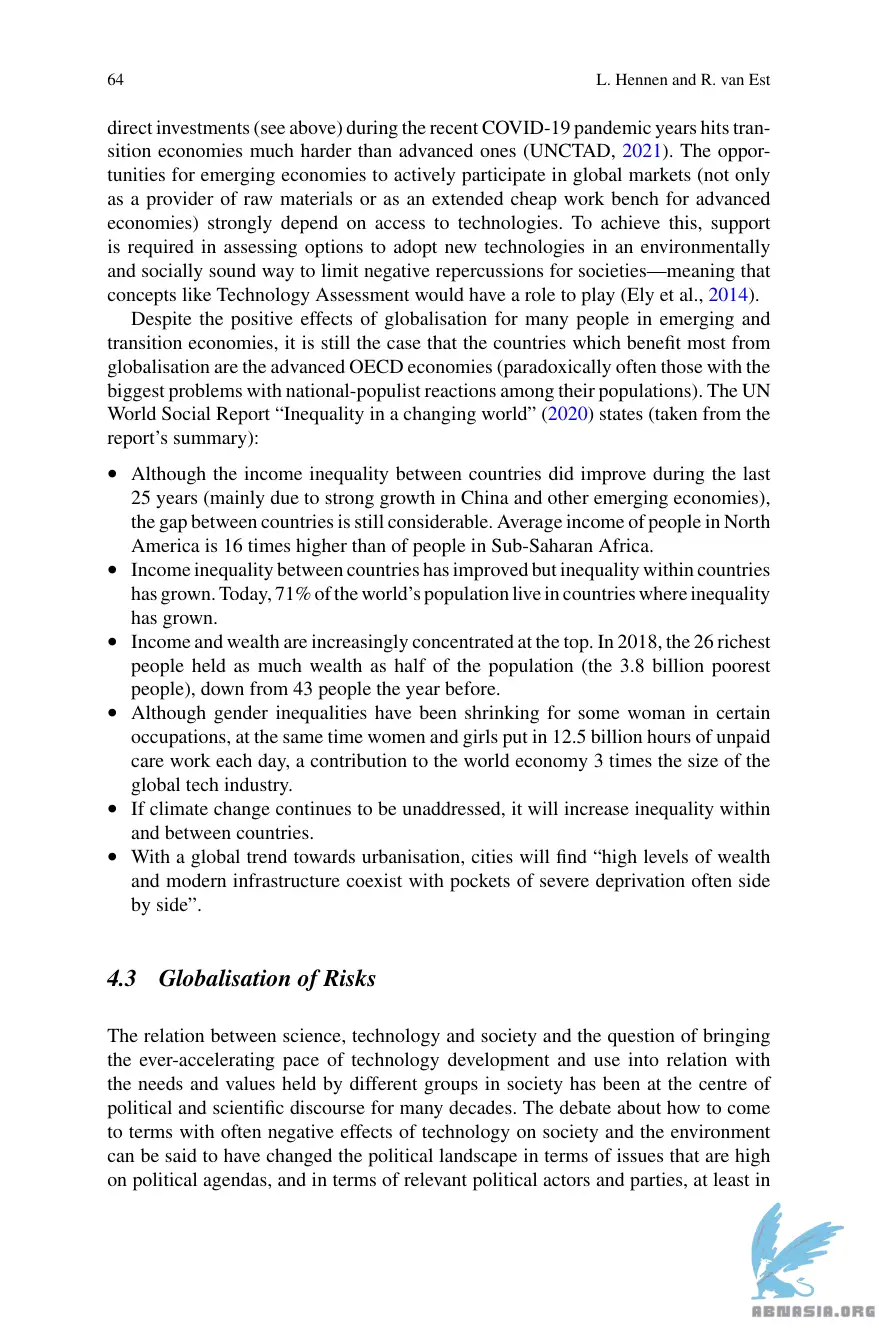 64
L. Hennen and R. van Est
direct investments (see above) during the recent COVID-19 pandemic years hits tran-
sition economies much harder than advanced ones (UNCTAD, 2021). The oppor-
tunities for emerging economies to actively participate in global markets (not only
as a provider of raw materials or as an extended cheap work bench for advanced
economies) strongly depend on access to technologies. To achieve this, support
is required in assessing options to adopt new technologies in an environmentally
and socially sound way to limit negative repercussions for societies—meaning that
concepts like Technology Assessment would have a role to play (Ely et al., 2014).
Despite the positive effects of globalisation for many people in emerging and
transition economies, it is still the case that the countries which benefit most from
globalisation are the advanced OECD economies (paradoxically often those with the
biggest problems with national-populist reactions among their populations). The UN
World Social Report “Inequality in a changing world” (2020) states (taken from the
report’s summary):
• Although the income inequality between countries did improve during the last
25 years (mainly due to strong growth in China and other emerging economies),
the gap between countries is still considerable. Average income of people in North
America is 16 times higher than of people in Sub-Saharan Africa.
• Income inequality between countries has improved but inequality within countries
has grown. Today, 71% of the world’s population live in countries where inequality
has grown.
• Income and wealth are increasingly concentrated at the top. In 2018, the 26 richest
people held as much wealth as half of the population (the 3.8 billion poorest
people), down from 43 people the year before.
• Although gender inequalities have been shrinking for some woman in certain
occupations, at the same time women and girls put in 12.5 billion hours of unpaid
care work each day, a contribution to the world economy 3 times the size of the
global tech industry.
• If climate change continues to be unaddressed, it will increase inequality within
and between countries.
• With a global trend towards urbanisation, cities will find “high levels of wealth
and modern infrastructure coexist with pockets of severe deprivation often side
by side”.
4.3 Globalisation of Risks
The relation between science, technology and society and the question of bringing
the ever-accelerating pace of technology development and use into relation with
the needs and values held by different groups in society has been at the centre of
political and scientific discourse for many decades. The debate about how to come
to terms with often negative effects of technology on society and the environment
can be said to have changed the political landscape in terms of issues that are high
on political agendas, and in terms of relevant political actors and parties, at least in
ABNASIA.ORG